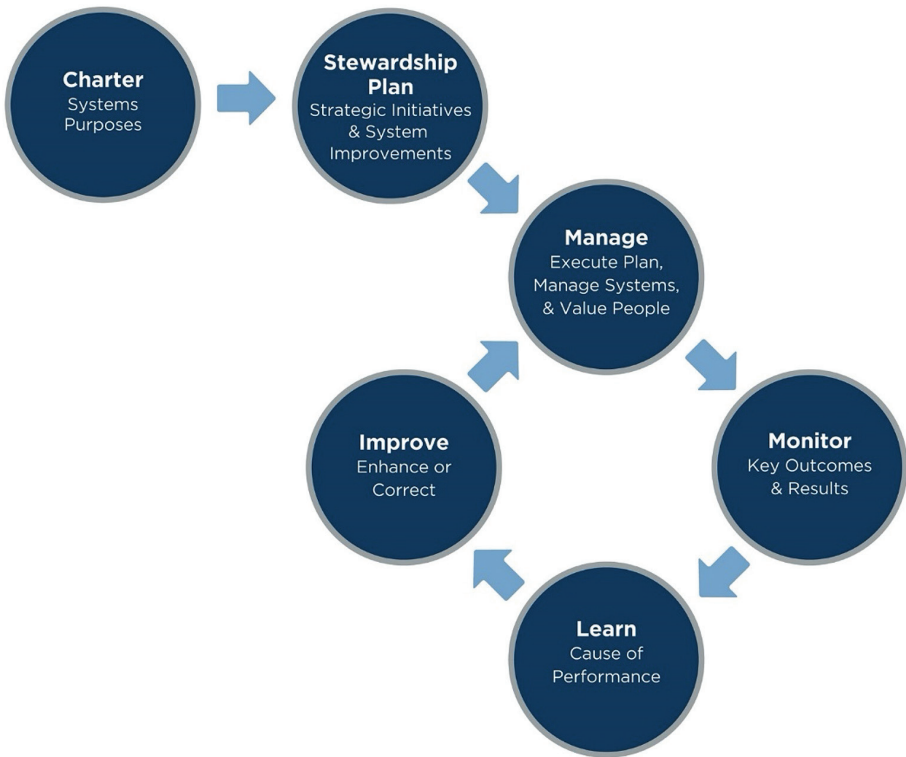 Charter
Systems
Purposes
Stewardship
Plan
Strategic Initiatives
& System
Improvements
Manage
Execute Plan,
Manage Systems,
& Value People
Improve
Enhance or
Correct
Monitor
Key Outcomes
& Results
Learn
Cause of
Performance